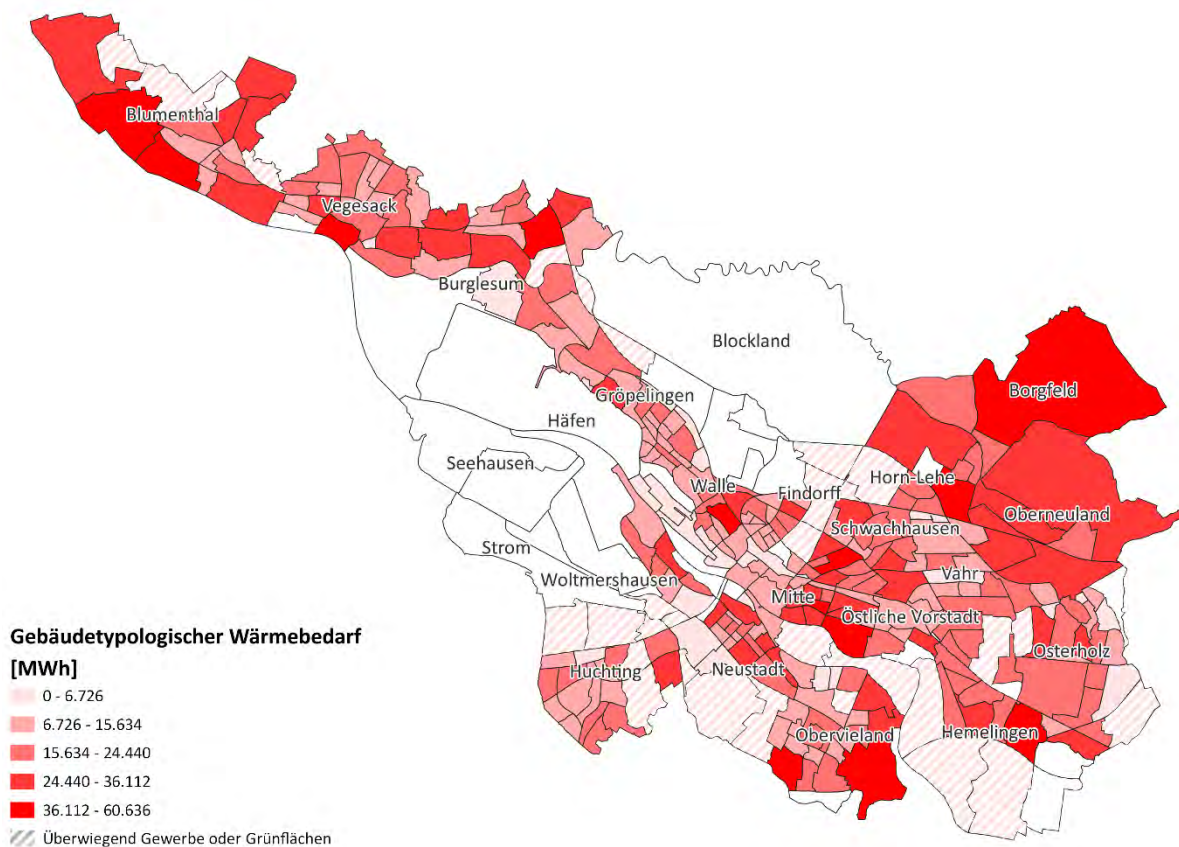 Blumenthal
Vegesack
Burglesum
Blockland
Borgfeld
Gröpelingen
Häfen
Seehausen
Walle
Findorff
Horn-Lehe
Oberneuland
Schwachhausen
Strom
Woltmershausen
Vahr
Mitte
Östliche Vorstadt
Osterholz
Huchting
Neustadt
Obervieland
Hemelingen
Gebäudetypologischer Wärmebedarf
[MWh]
0 - 6.726
6.726 - 15.634
15.634 - 24.440
24.440 - 36.112
36.112 - 60.636
Überwiegend Gewerbe oder Grünflächen